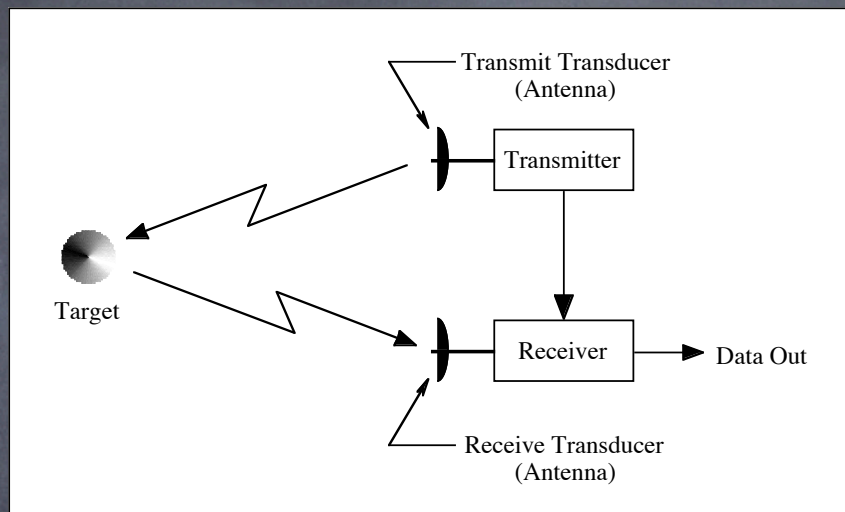 Transmit Transducer
(Antenna)
Transmitter
Target
Receiver
Data Out
Receive Transducer
(Antenna)